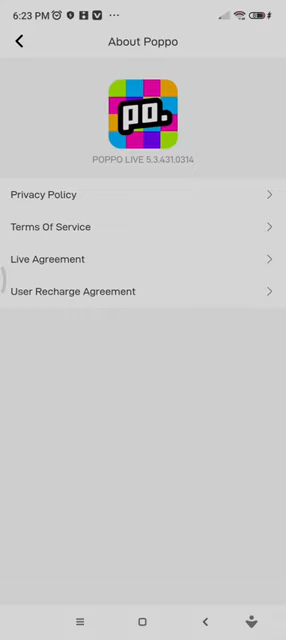 6:23 PM
About Poppo
po.
POPPO LIVE 5.3.431.0314
Privacy Policy
Terms Of Service
Live Agreement
User Recharge Agreement